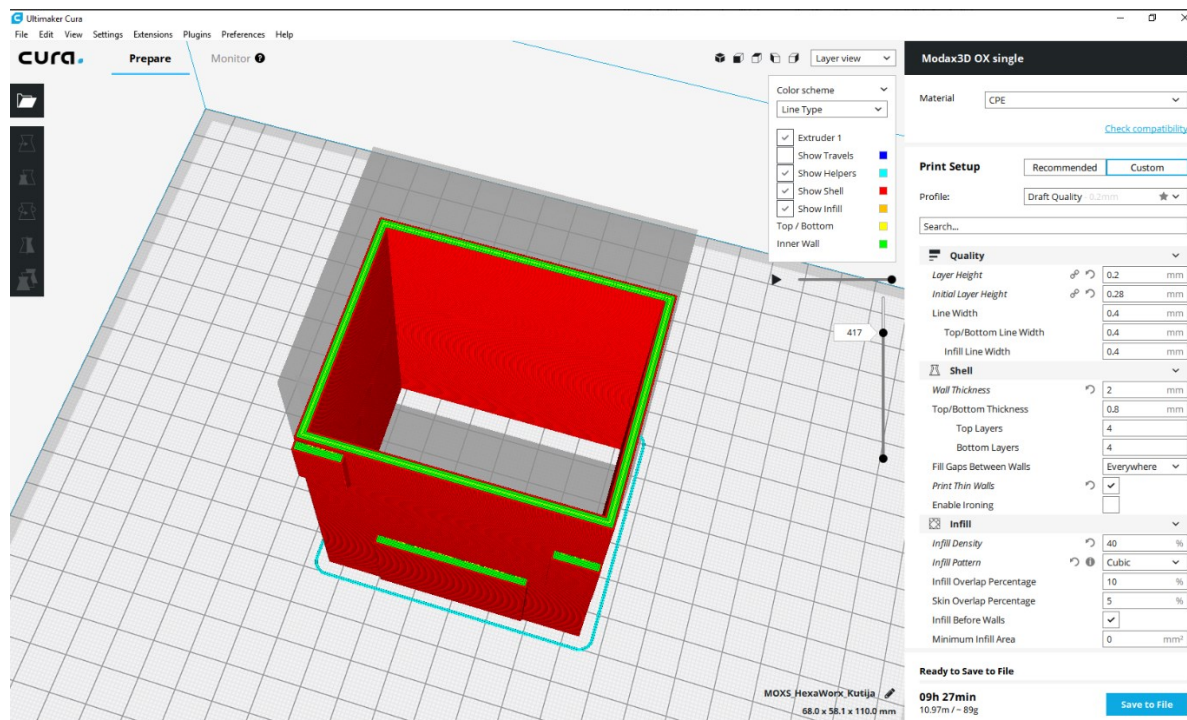 Ultimaker Cura
File Edit View Settings Extensions Plugins Preferences Help
cura. Prepare Monitor ?
Layer view
Color scheme
Line Type
Extruder 1
Show Travels
Show Helpers
Show Shell
Show Infill
Top / Bottom
Inner Wall
417
MOXS_HexaWorx_Kutija
68.0 x 58.1 x 110.0 mm
Modax3D OX single
Material CPE
Check compatibility
Print Setup Recommended Custom
Profile: Draft Quality - 0.2mm
Search...
Quality
Layer Height 0.2 mm
Initial Layer Height 0.28 mm
Line Width 0.4 mm
Top/Bottom Line Width 0.4 mm
Infill Line Width 0.4 mm
Shell
Wall Thickness 2 mm
Top/Bottom Thickness 0.8 mm
Top Layers 4
Bottom Layers 4
Fill Gaps Between Walls Everywhere
Print Thin Walls
Enable Ironing
Infill
Infill Density 40 %
Infill Pattern Cubic
Infill Overlap Percentage 10 %
Skin Overlap Percentage 5 %
Infill Before Walls
Minimum Infill Area 0 mm²
Ready to Save to File
09h 27min
10.97m / ~ 89g
Save to File